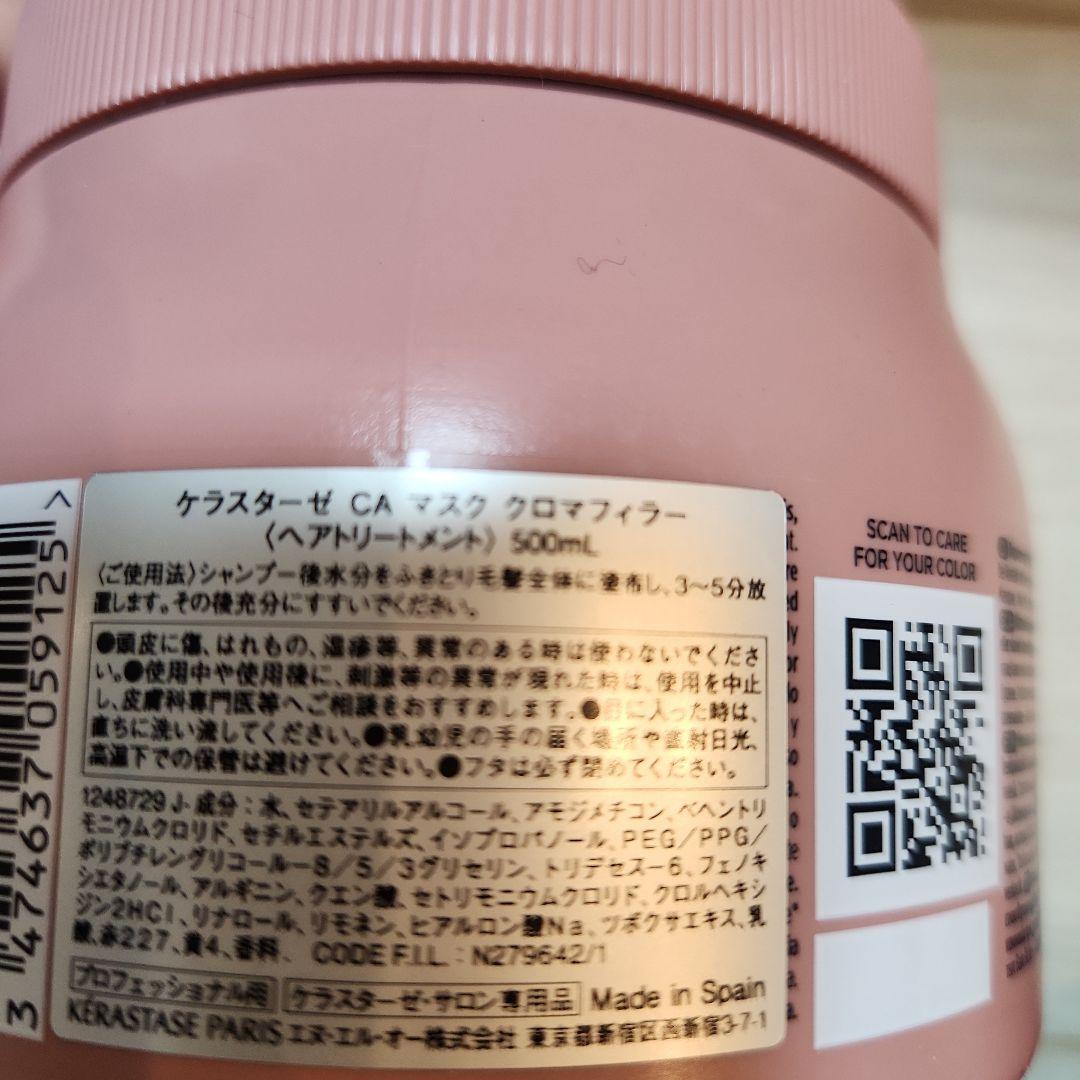 ケラスターゼ CA マスク クロマフィラー
〈ヘアトリートメント〉 500mL
〈ご使用法〉シャンプー後水分をふきとり毛髪全体に塗布し、3〜5分放
置します。その後充分にすすいでください。
●頭皮に傷、はれもの、湿疹等、異常のある時は使わないでくださ
い。●使用中や使用後に、刺激等の異常が現れた時は、使用を中止
し、皮膚科専門医等へご相談をおすすめします。●目に入った時は、
直ちに洗い流してください。●乳幼児の手の届く場所や直射日光、
高温下での保管は避けてください。●フタは必ず閉めてください。
1248729 J- 成分：水、セテアリルアルコール、アモジメチコン、ベヘントリ
モニウムクロリド、セチルエステルズ、イソプロパノール、PEG/PPG/
ポリブチレングリコールー8/5/3グリセリン、トリデセスー6、フェノキ
シエタノール、アルギニン、クエン酸、セトリモニウムクロリド、クロルヘキシ
ジン2HCl、リナロール、リモネン、ヒアルロン酸Na、ツボクサエキス、乳
酸、赤227、黄4、香料、 CODE F.I.L. : N279642/1
プロフェッショナル用 ケラスターゼ・サロン専用品 Made in Spain
KÉRASTASE PARIS エヌ・エル・オー株式会社 東京都新宿区西新宿3-7-1
3 474637 059125 >
SCAN TO CARE
FOR YOUR COLOR